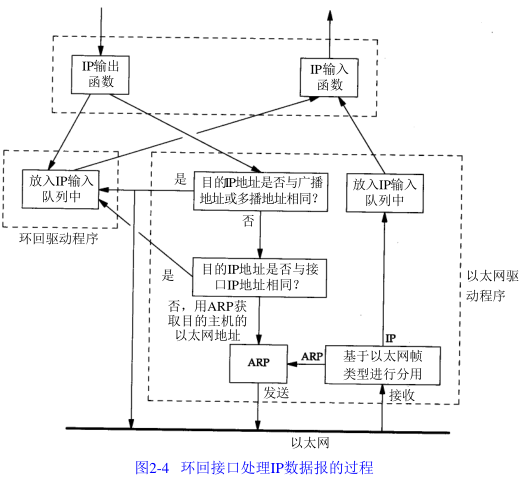 IP输出
函数
IP输入
函数
放入IP输入
队列中
环回驱动程序
是
目的IP地址是否与广播
地址或多播地址相同？
放入IP输入
队列中
否
是
目的IP地址是否与接
口IP地址相同？
以太网驱
动程序
否，用ARP获
取目的主机的
以太网地址
IP
ARP
ARP
基于以太网帧
类型进行分用
发送
接收
以太网
图2-4 环回接口处理IP数据报的过程